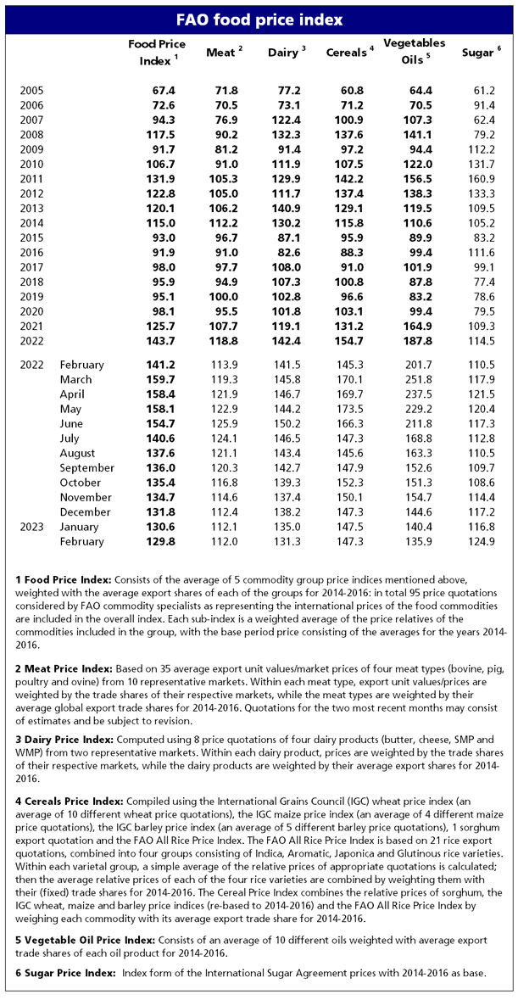 FAO food price index
Food Price Index 1 Meat 2 Dairy 3 Cereals 4 Vegetables Oils 5 Sugar 6
2005 67.4 71.8 77.2 60.8 64.4 61.2
2006 72.6 70.5 73.1 71.2 70.5 91.4
2007 94.3 76.9 122.4 100.9 107.3 62.4
2008 117.5 90.2 132.3 137.6 141.1 79.2
2009 91.7 81.2 91.4 97.2 94.4 112.2
2010 106.7 91.0 111.9 107.5 122.0 131.7
2011 131.9 105.3 129.9 142.2 156.5 160.9
2012 122.8 105.0 111.7 137.4 138.3 133.3
2013 120.1 106.2 140.9 129.1 119.5 109.5
2014 115.0 112.2 130.2 115.8 110.6 105.2
2015 93.0 96.7 87.1 95.9 89.9 83.2
2016 91.9 91.0 82.6 88.3 99.4 111.6
2017 98.0 97.7 108.0 91.0 101.9 99.1
2018 95.9 94.9 107.3 100.8 87.8 77.4
2019 95.1 100.0 102.8 96.6 83.2 78.6
2020 98.1 95.5 101.8 103.1 99.4 79.5
2021 125.7 107.7 119.1 131.2 164.9 109.3
2022 143.7 118.8 142.4 154.7 187.8 114.5
2022 February 141.2 113.9 141.5 145.3 201.7 110.5
March 159.7 119.3 145.8 170.1 251.8 117.9
April 158.4 121.9 146.7 169.7 237.5 121.5
May 158.1 122.9 144.2 173.5 229.2 120.4
June 154.7 125.9 150.2 166.3 211.8 117.3
July 140.6 124.1 146.5 147.3 168.8 112.8
August 137.6 121.1 143.4 145.6 163.3 110.5
September 136.0 120.3 142.7 147.9 152.6 109.7
October 135.4 116.8 139.3 152.3 151.3 108.6
November 134.7 114.6 137.4 150.1 154.7 114.4
December 131.8 112.4 138.2 147.3 144.6 117.2
2023 January 130.6 112.1 135.0 147.5 140.4 116.8
February 129.8 112.0 131.3 147.3 135.9 124.9
1 Food Price Index: Consists of the average of 5 commodity group price indices mentioned above,
weighted with the average export shares of each of the groups for 2014-2016: in total 95 price quotations
considered by FAO commodity specialists as representing the international prices of the food commodities
are included in the overall index. Each sub-index is a weighted average of the price relatives of the
commodities included in the group, with the base period price consisting of the averages for the years 2014-
2016.
2 Meat Price Index: Based on 35 average export unit values/market prices of four meat types (bovine, pig,
poultry and ovine) from 10 representative markets. Within each meat type, export unit values/prices are
weighted by the trade shares of their respective markets, while the meat types are weighted by their
average global export trade shares for 2014-2016. Quotations for the two most recent months may consist
of estimates and be subject to revision.
3 Dairy Price Index: Computed using 8 price quotations of four dairy products (butter, cheese, SMP and
WMP) from two representative markets. Within each dairy product, prices are weighted by the trade shares
of their respective markets, while the dairy products are weighted by their average export shares for 2014-
2016.
4 Cereals Price Index: Compiled using the International Grains Council (IGC) wheat price index (an
average of 10 different wheat price quotations), the IGC maize price index (an average of 4 different maize
price quotations), the IGC barley price index (an average of 5 different barley price quotations), 1 sorghum
export quotation and the FAO All Rice Price Index. The FAO All Rice Price Index is based on 21 rice export
quotations, combined into four groups consisting of Indica, Aromatic, Japonica and Glutinous rice varieties.
Within each varietal group, a simple average of the relative prices of appropriate quotations is calculated;
then the average relative prices of each of the four rice varieties are combined by weighting them with
their (fixed) trade shares for 2014-2016. The Cereal Price Index combines the relative prices of sorghum, the
IGC wheat, maize and barley price indices (re-based to 2014-2016) and the FAO All Rice Price Index by
weighing each commodity with its average export trade share for 2014-2016.
5 Vegetable Oil Price Index: Consists of an average of 10 different oils weighted with average export
trade shares of each oil product for 2014-2016.
6 Sugar Price Index: Index form of the International Sugar Agreement prices with 2014-2016 as base.